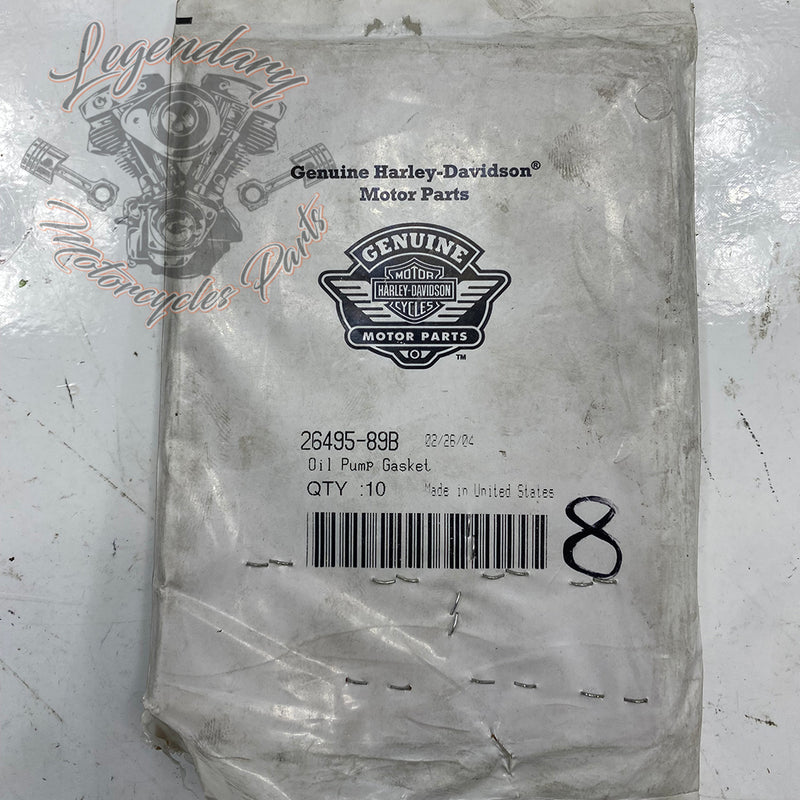 Legendary
Motorcycles Parts
Genuine Harley-Davidson®
Motor Parts
GENUINE
MOTOR
HARLEY-DAVIDSON
CYCLES
MOTOR PARTS
TM
26495-89B 02/26/04
Oil Pump Gasket
QTY :10 Made in United States
8